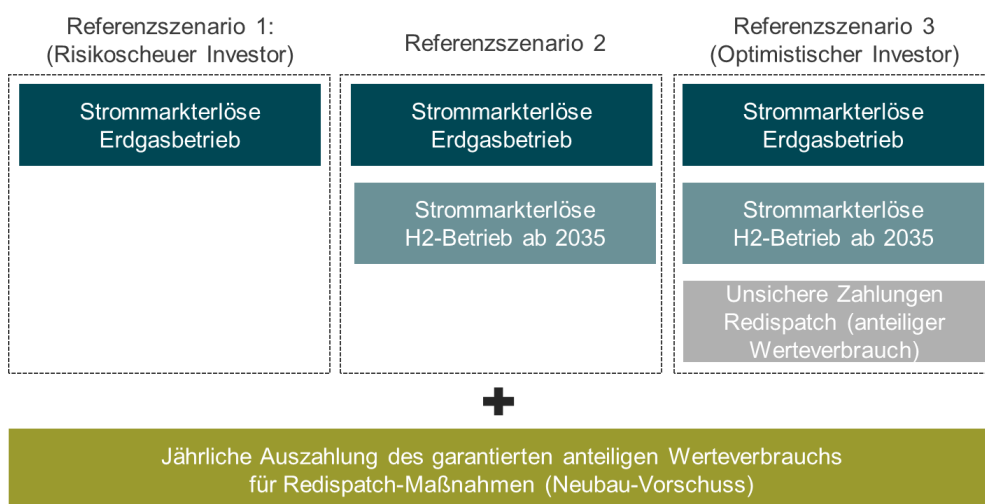 Referenzszenario 1:
(Risikoscheuer Investor)
Referenzszenario 2
Referenzszenario 3
(Optimistischer Investor)
Strommarkterlöse
Erdgasbetrieb
Strommarkterlöse
Erdgasbetrieb
Strommarkterlöse
Erdgasbetrieb
Strommarkterlöse
H2-Betrieb ab 2035
Strommarkterlöse
H2-Betrieb ab 2035
Unsichere Zahlungen
Redispatch (anteiliger
Werteverbrauch)
Jährliche Auszahlung des garantierten anteiligen Werteverbrauchs
für Redispatch-Maßnahmen (Neubau-Vorschuss)